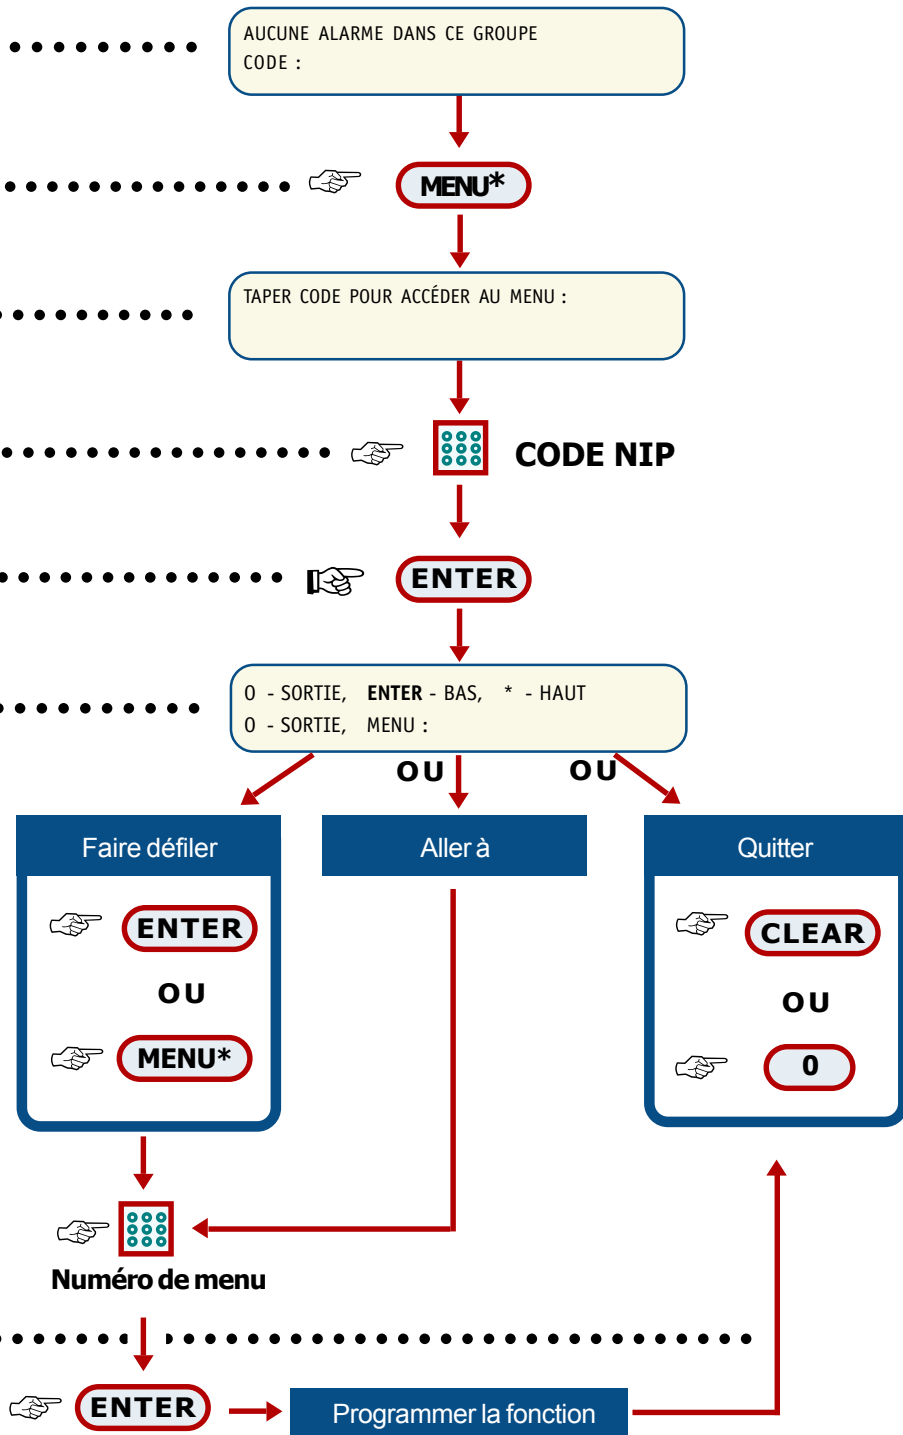 AUCUNE ALARME DANS CE GROUPE
CODE :
MENU*
TAPER CODE POUR ACCÉDER AU MENU :
CODE NIP
ENTER
0 - SORTIE, ENTER - BAS, * - HAUT
0 - SORTIE, MENU :
OU OU
Faire défiler
ENTER
OU
MENU*
Aller à
Quitter
CLEAR
OU
0
Numéro de menu
ENTER
Programmer la fonction